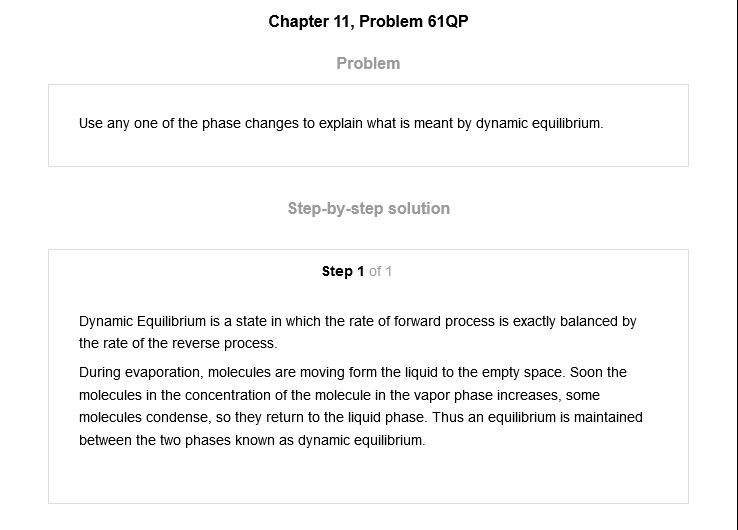 Chapter 11, Problem 61QP
Problem
Use any one of the phase changes to explain what is meant by dynamic equilibrium.
Step-by-step solution
Step 1 of 1
Dynamic Equilibrium is a state in which the rate of forward process is exactly balanced by
the rate of the reverse process.
During evaporation, molecules are moving form the liquid to the empty space. Soon the
molecules in the concentration of the molecule in the vapor phase increases, some
molecules condense, so they return to the liquid phase. Thus an equilibrium is maintained
between the two phases known as dynamic equilibrium.